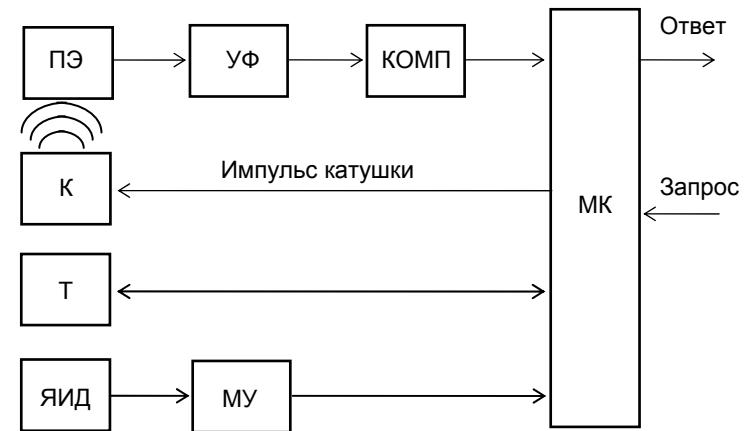 Ответ
ПЭ
УФ
КОМП
Импульс катушки
К
Запрос
МК
Т
ЯИД
МУ